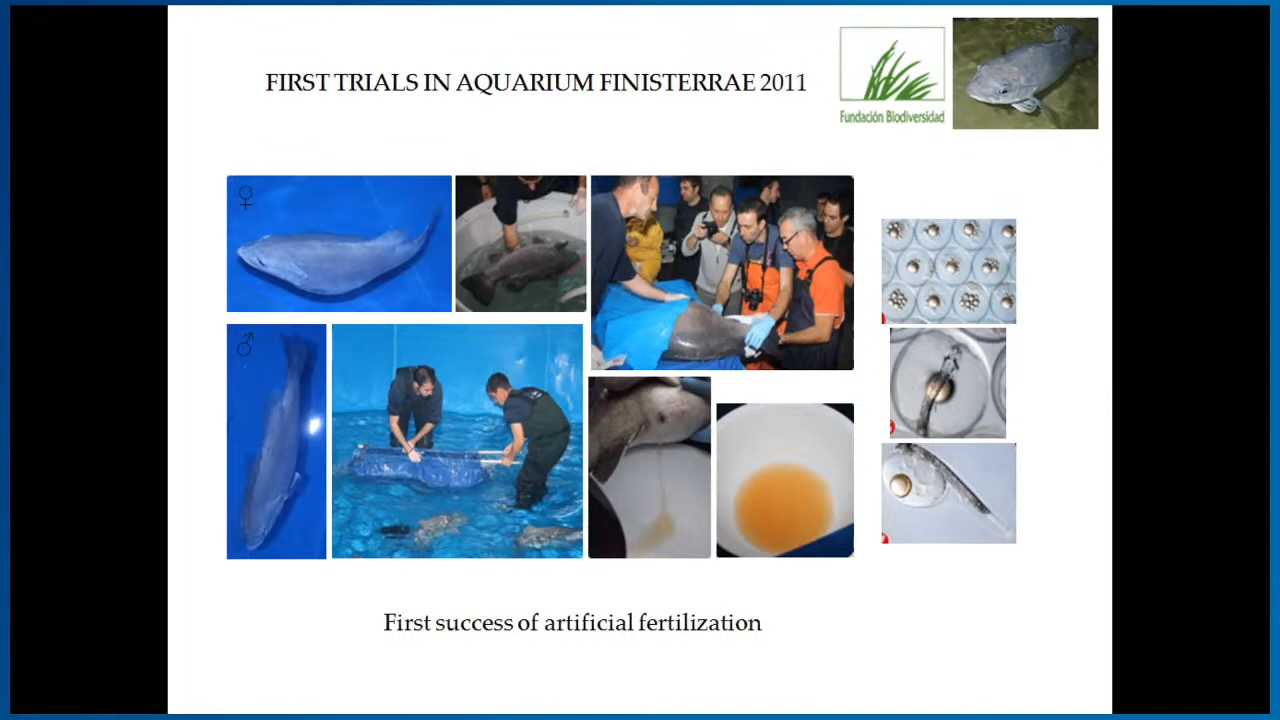 FIRST TRIALS IN AQUARIUM FINISTERRAE 2011
Fundación Biodiversidad
♀
♂
First success of artificial fertilization